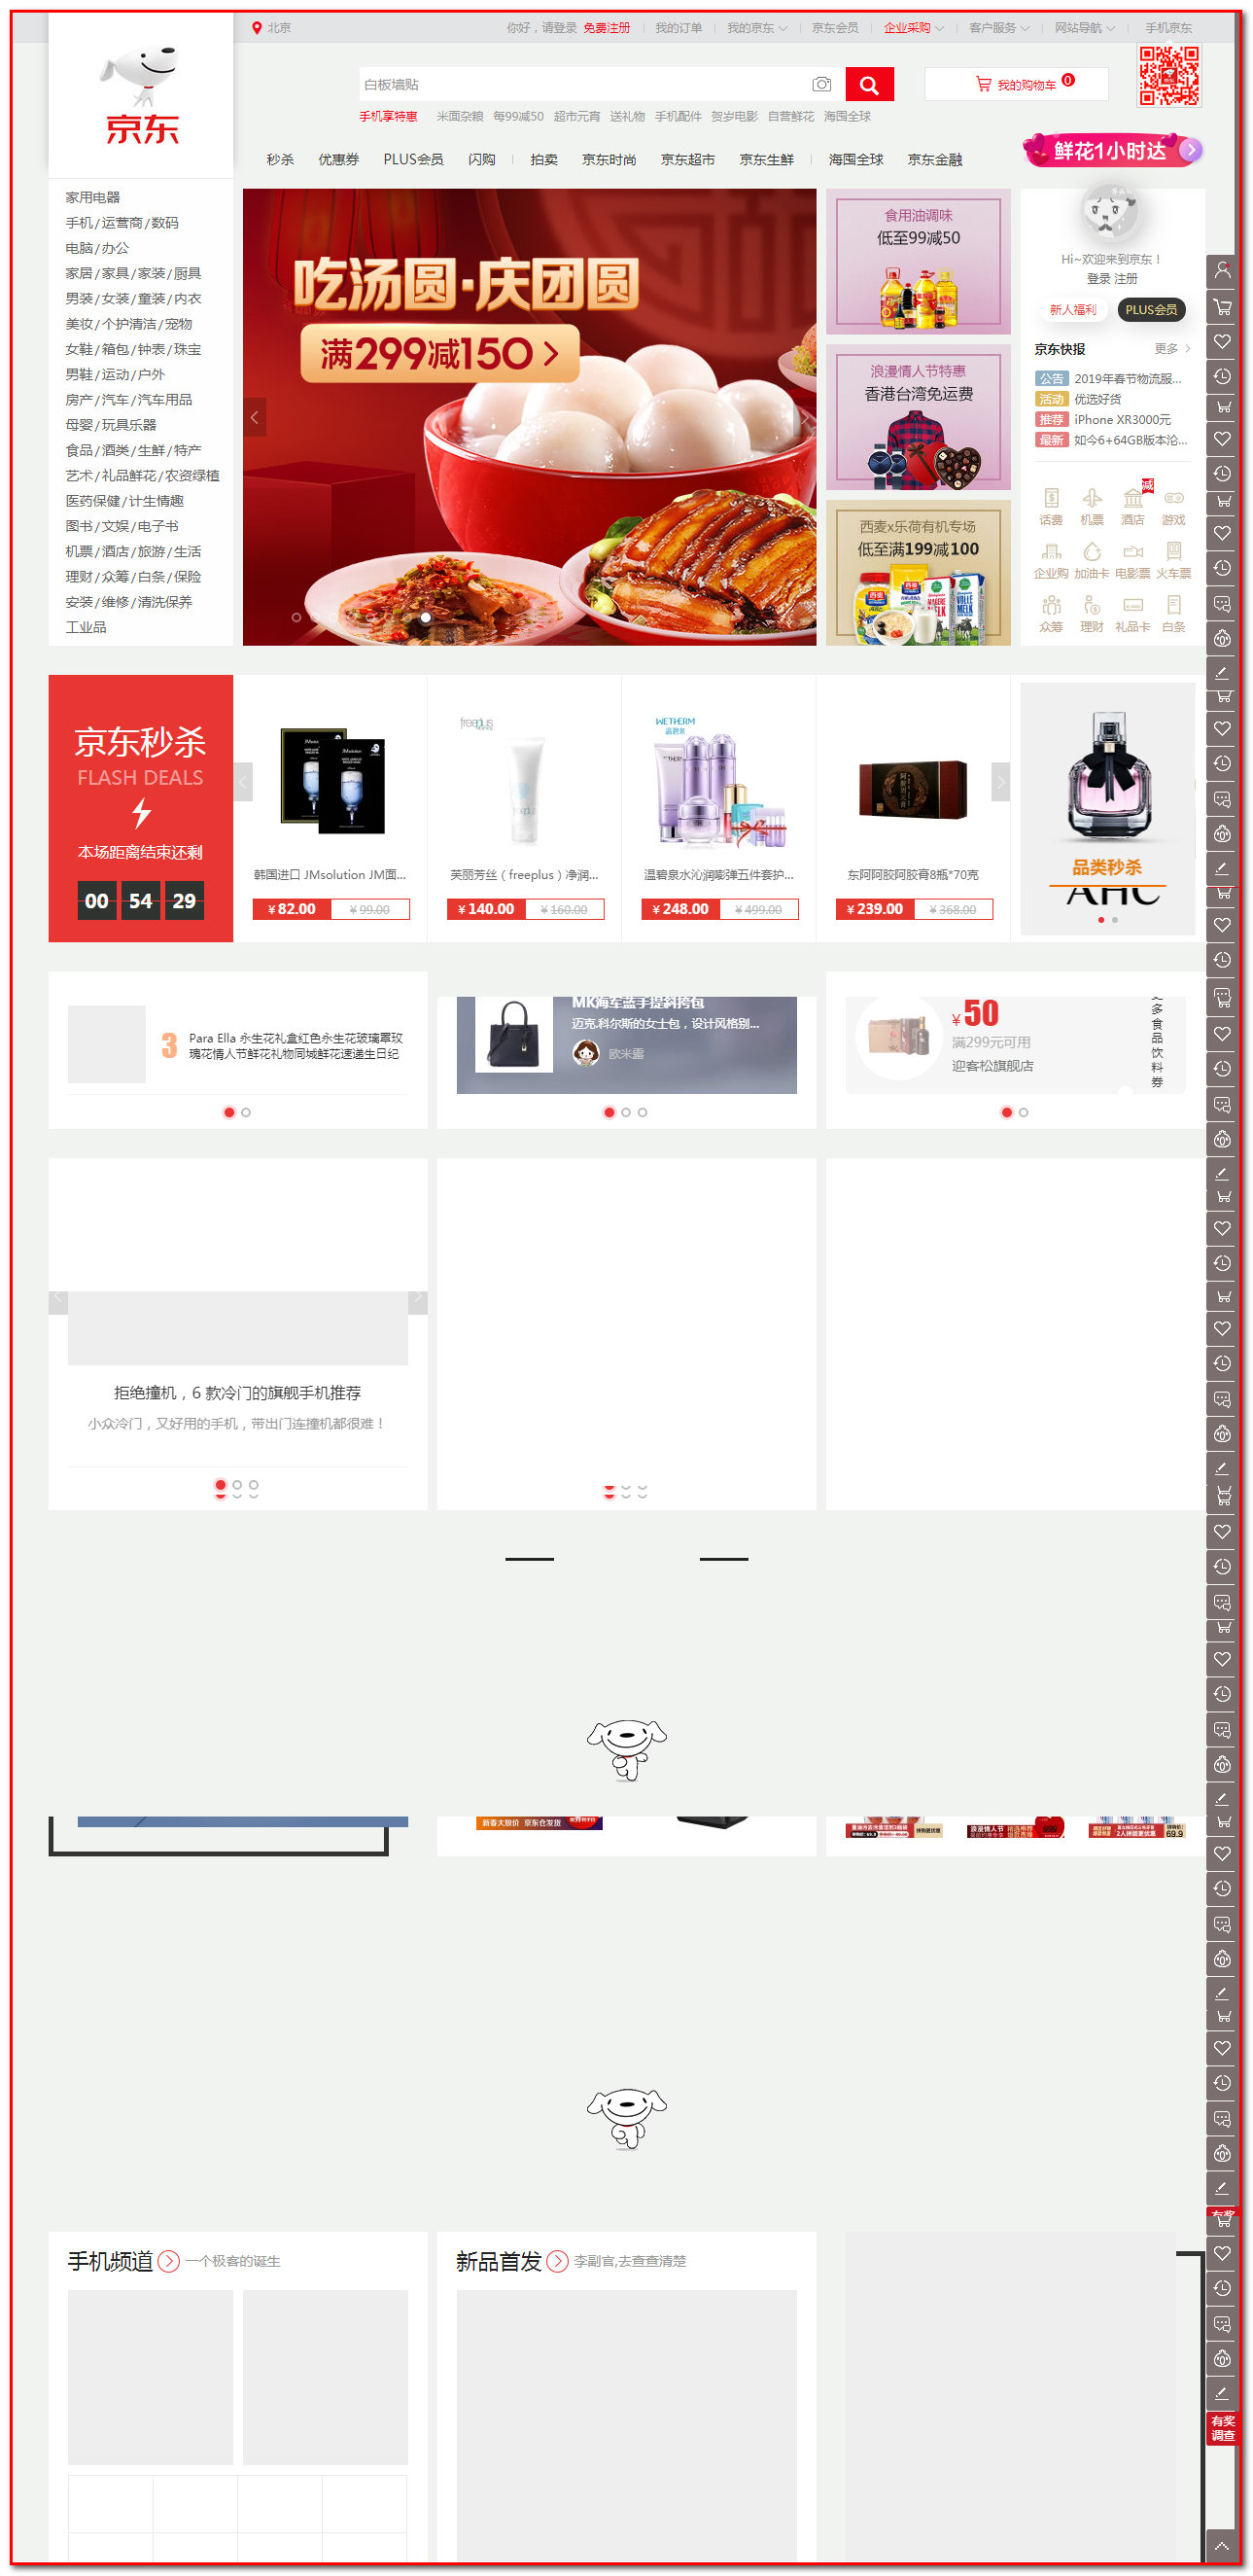 北京
你好，请登录 免费注册
我的订单
我的京东
京东会员
企业采购
客户服务
网站导航
手机京东
京东
白板墙贴
我的购物车 0
手机享特惠 米面杂粮 每99减50 超市元宵 送礼物 手机配件 贺岁电影 自营鲜花 海囤全球
秒杀 优惠券 PLUS会员 闪购 拍卖 京东时尚 京东超市 京东生鲜 海囤全球 京东金融
鲜花1小时达
家用电器
手机/运营商/数码
电脑/办公
家居/家具/家装/厨具
男装/女装/童装/内衣
美妆/个护清洁/宠物
女鞋/箱包/钟表/珠宝
男鞋/运动/户外
房产/汽车/汽车用品
母婴/玩具乐器
食品/酒类/生鲜/特产
艺术/礼品鲜花/农资绿植
医药保健/计生情趣
图书/文娱/电子书
机票/酒店/旅游/生活
理财/众筹/白条/保险
安装/维修/清洗保养
工业品
吃汤圆·庆团圆
满299减150
食用油调味
低至99减50
浪漫情人节特惠
香港台湾免运费
西麦x乐荷有机专场
低至满199减100
Hi~欢迎来到京东！
登录 注册
新人福利 PLUS会员
京东快报 更多
公告 2019年春节物流服...
活动 优选好货
推荐 iPhone XR3000元
最新 如今6+64GB版本沦...
减
话费 机票 酒店 游戏
企业购 加油卡 电影票 火车票
众筹 理财 礼品卡 白条
京东秒杀
FLASH DEALS
本场距离结束还剩
00 54 29
freeplus
WETHERM
温碧泉
韩国进口 JMsolution JM面...
¥82.00 ¥99.00
芙丽芳丝（freeplus）净润...
¥140.00 ¥160.00
温碧泉水沁润嘭弹五件套护...
¥248.00 ¥499.00
东阿阿胶阿胶膏8瓶*70克
¥239.00 ¥368.00
品类秒杀
AHC
3 Para Ella 永生花礼盒红色永生花玻璃罩玫
瑰花情人节鲜花礼物同城鲜花速递生日纪
MK海军蓝手提斜挎包
迈克.科尔斯的女士包，设计风格别...
欧米露
¥50
满299元可用
迎客松旗舰店
更多食品饮料券
拒绝撞机，6 款冷门的旗舰手机推荐
小众冷门，又好用的手机，带出门连撞机都很难！
新春大放价 京东仓发货
手机频道 一个极客的诞生
新品首发 李副官,去查查清楚
有奖
有奖
调查